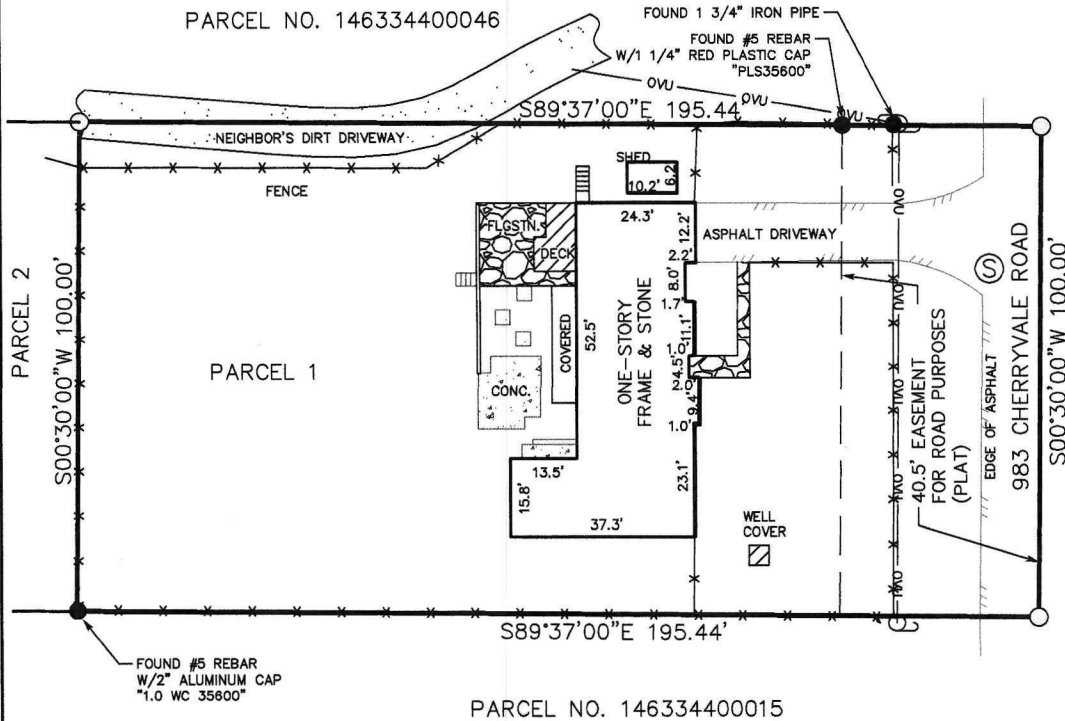 PARCEL NO. 146334400046
FOUND 1 3/4" IRON PIPE
FOUND #5 REBAR
W/1 1/4" RED PLASTIC CAP
"PLS35600"
OVU
OVU
OVU
S89°37'00"E 195.44'
NEIGHBOR'S DIRT DRIVEWAY
FENCE
SHED
10.2'
6.2
24.3'
FLGSTN.
DECK
12.2'
ASPHALT DRIVEWAY
OVU
2.2'
8.0'
1.7'
11.1'
1.0'
4.5'
2.0'
9.4'
1.0'
23.1'
52.5'
COVERED
ONE-STORY
FRAME & STONE
CONC.
13.5'
15.8'
37.3'
WELL
COVER
PARCEL 2
S00°30'00"W 100.00'
PARCEL 1
OVU
OVU
OVU
OVU
40.5' EASEMENT
FOR ROAD PURPOSES
(PLAT)
S
EDGE OF ASPHALT
983 CHERRYVALE ROAD
S00°30'00"W 100.00'
S89°37'00"E 195.44'
FOUND #5 REBAR
W/2" ALUMINUM CAP
"1.0 WC 35600"
PARCEL NO. 146334400015